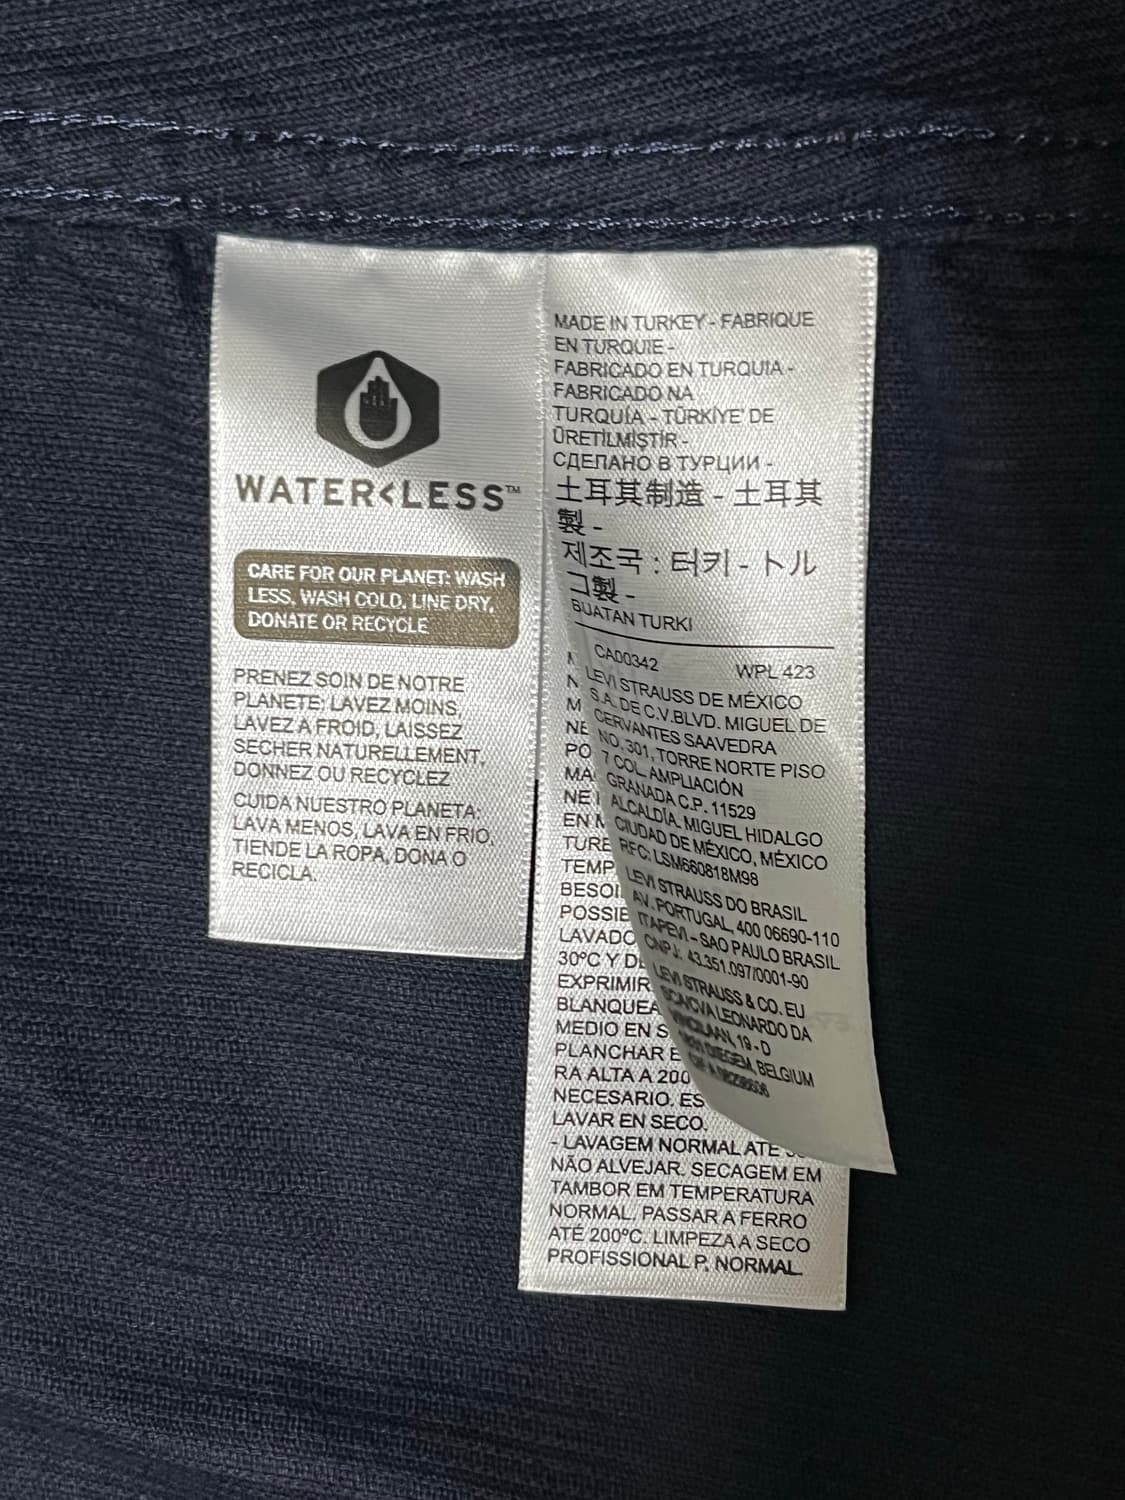 WATER<LESS™
CARE FOR OUR PLANET: WASH
LESS, WASH COLD, LINE DRY,
DONATE OR RECYCLE
PRENEZ SOIN DE NOTRE
PLANETE: LAVEZ MOINS,
LAVEZ A FROID, LAISSEZ
SECHER NATURELLEMENT,
DONNEZ OU RECYCLEZ
CUIDA NUESTRO PLANETA:
LAVA MENOS, LAVA EN FRIO,
TIENDE LA ROPA, DONA O
RECICLA.
MADE IN TURKEY - FABRIQUE
EN TURQUIE -
FABRICADO EN TURQUIA -
FABRICADO NA
TURQUÍA - TÜRKİYE' DE
ÜRETİLMİŞTİR -
СДЕЛАНО В ТУРЦИИ -
土耳其制造 - 土耳其
製 -
제조국 : 터키 - トル
コ製 -
BUATAN TURKI
CA00342 WPL 423
LEVI STRAUSS DE MÉXICO
S.A. DE C.V.BLVD. MIGUEL DE
CERVANTES SAAVEDRA
NO. 301, TORRE NORTE PISO
7 COL. AMPLIACIÓN
GRANADA C.P. 11529
ALCALDÍA. MIGUEL HIDALGO
CIUDAD DE MÉXICO, MÉXICO
RFC: LSM660818M98
LEVI STRAUSS DO BRASIL
AV. PORTUGAL, 400 06690-110
ITAPEVI - SAO PAULO BRASIL
CNPJ: 43.351.097/0001-90
LEVI STRAUSS & CO. EU
LEONARDO DA
19 - D
DIEGEM, BELGIUM
TEMP
BESOI
POSSIE
LAVADO
30ºC Y D
EXPRIMIR
BLANQUEA
MEDIO EN S
PLANCHAR E
RA ALTA A 200
NECESARIO. ES
LAVAR EN SECO.
- LAVAGEM NORMAL ATÉ
NÃO ALVEJAR. SECAGEM EM
TAMBOR EM TEMPERATURA
NORMAL. PASSAR A FERRO
ATÉ 200ºC. LIMPEZA A SECO
PROFISSIONAL P, NORMAL.